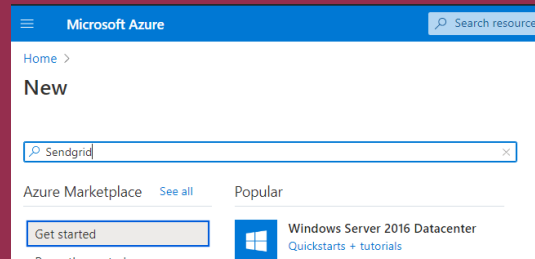 Microsoft Azure
Search resource
Home >
New
Sendgrid
Azure Marketplace See all
Popular
Get started
Windows Server 2016 Datacenter
Quickstarts + tutorials